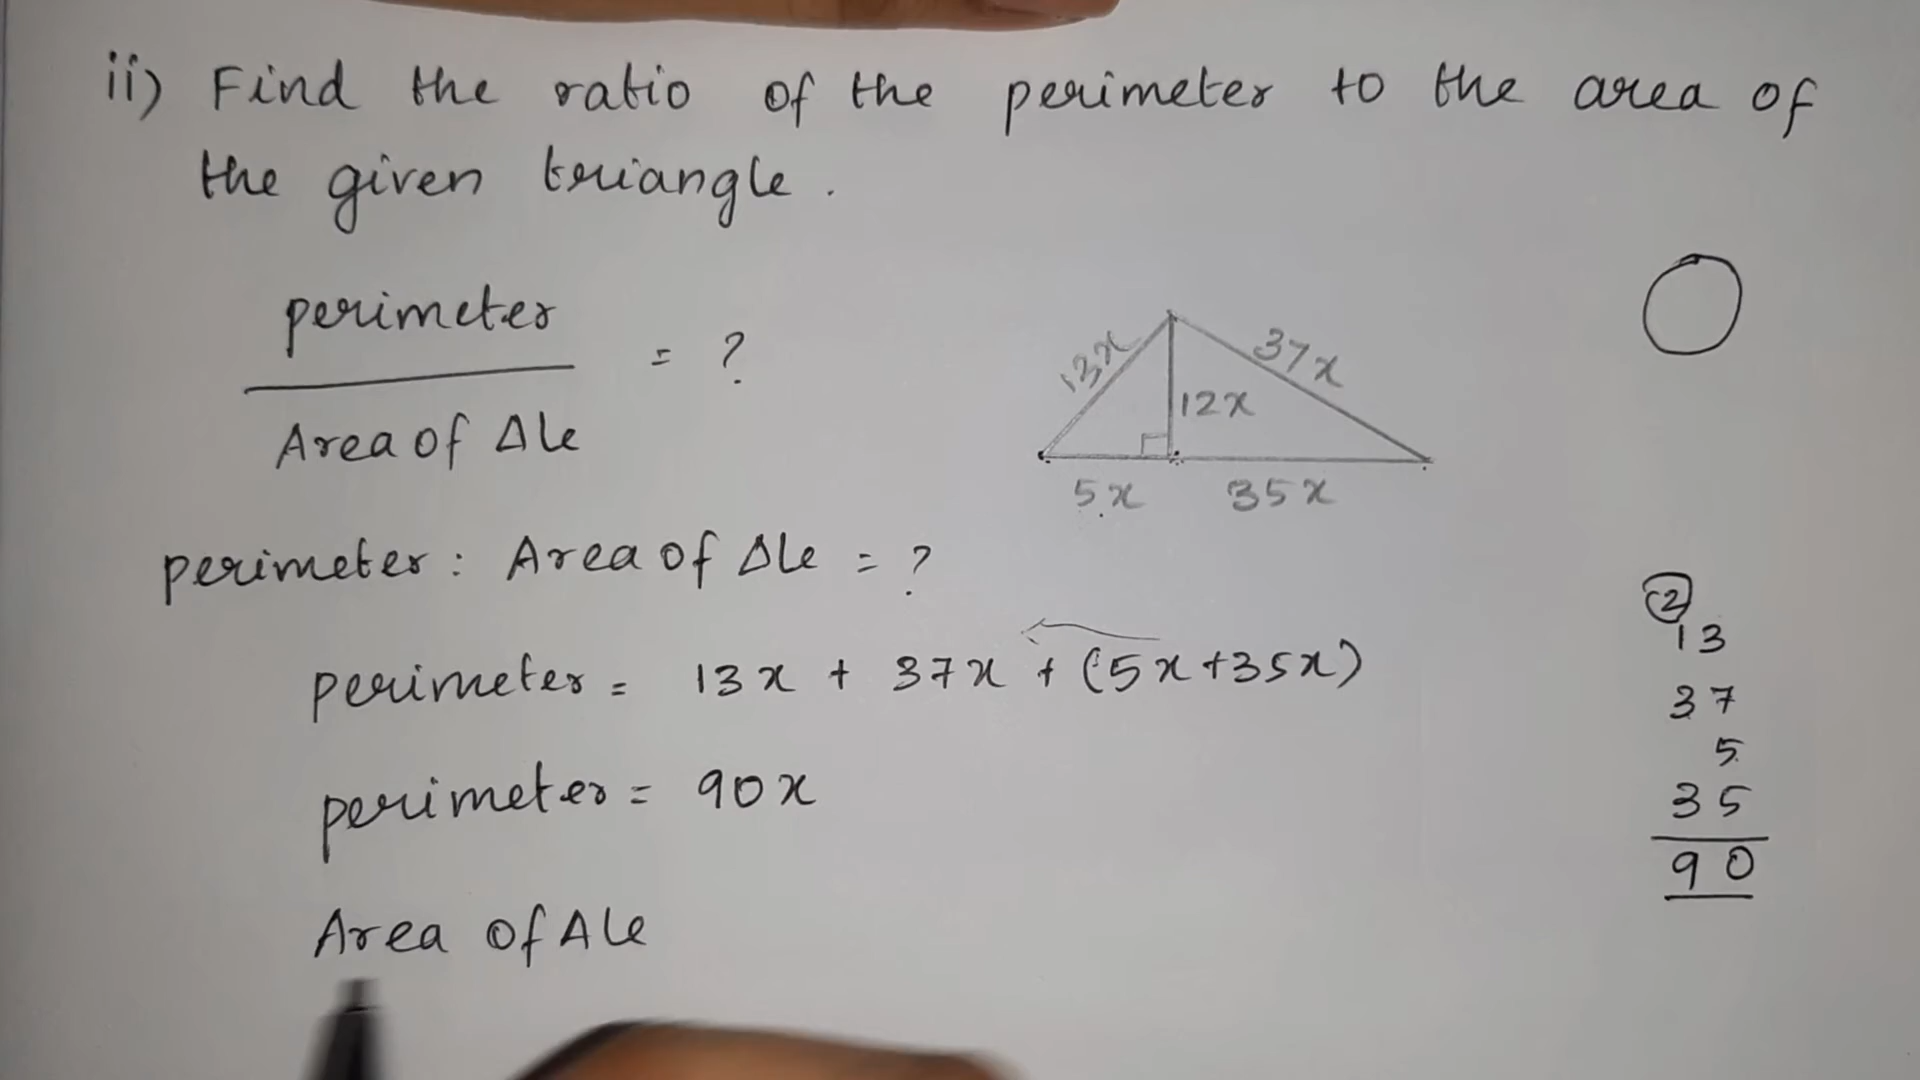 ii) Find the ratio of the perimeter to the area of
the given triangle.
perimeter
Area of Δle
= ?
13x
37x
12x
5x
35x
perimeter : Area of Δle = ?
perimeter = 13x + 37x + (5x+35x)
perimeter = 90x
Area of Δle
2
13
37
5
35
90